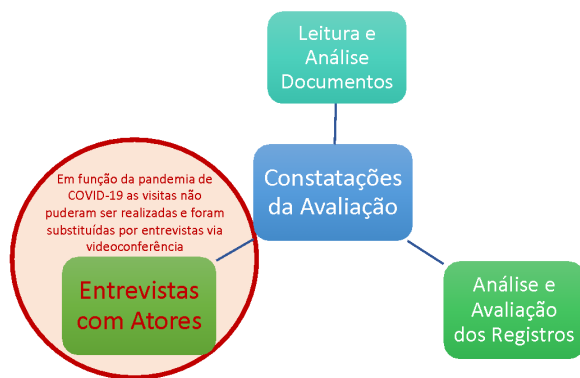 Leitura e
Análise
Documentos
Constatações
da Avaliação
Em função da pandemia de
COVID-19 as visitas não
puderam ser realizadas e foram
substituídas por entrevistas via
videoconferência
Entrevistas
com Atores
Análise e
Avaliação
dos Registros